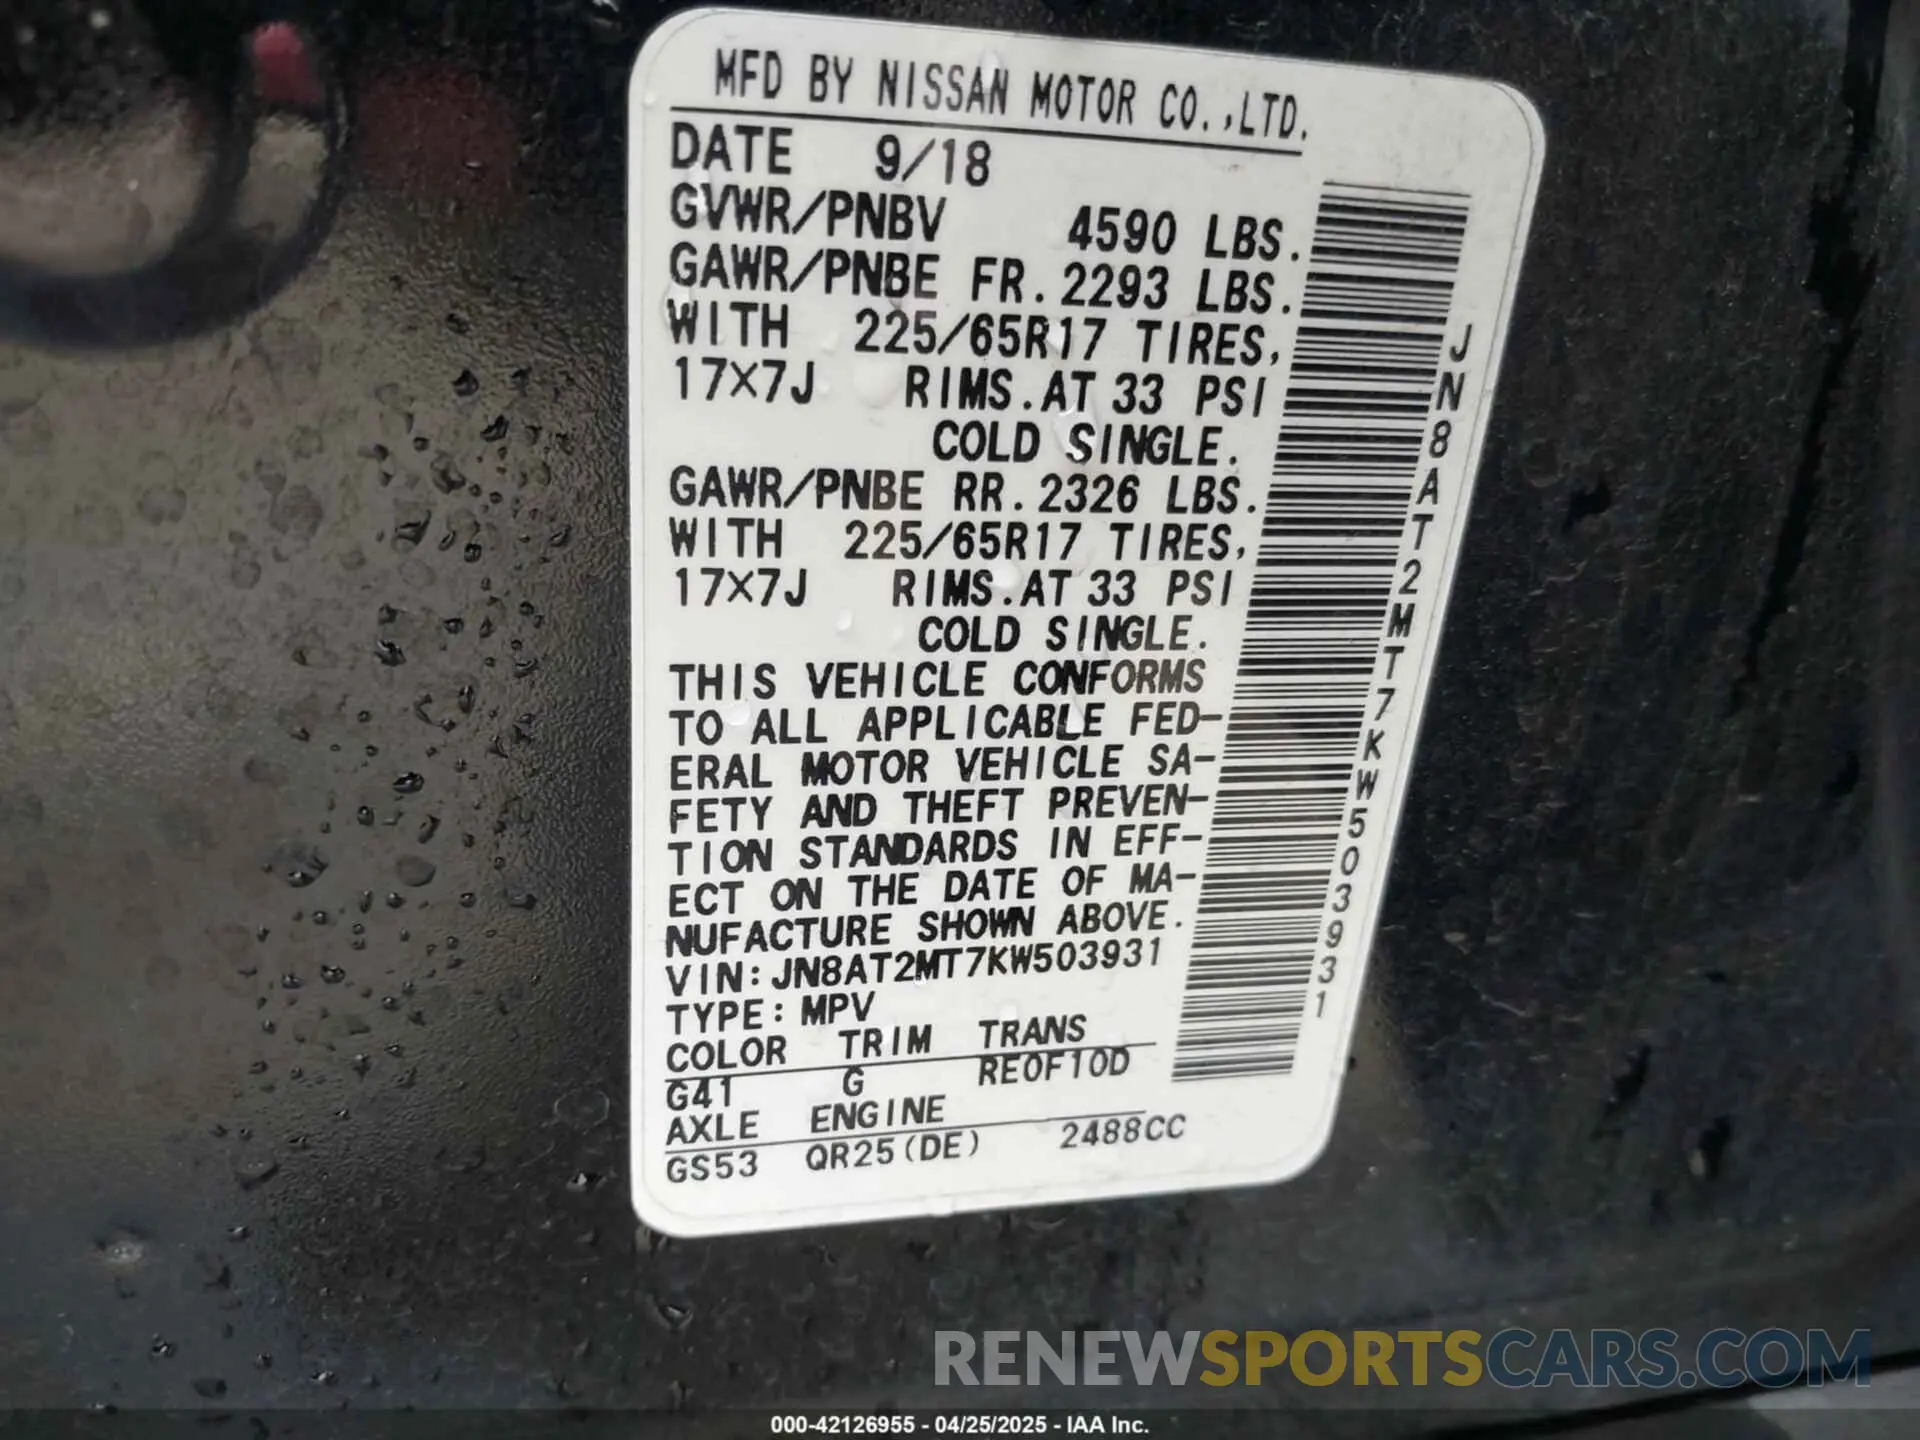 MFD BY NISSAN MOTOR CO.,LTD.
DATE 9/18
GVWR/PNBV 4590 LBS.
GAWR/PNBE FR. 2293 LBS.
WITH 225/65R17 TIRES,
17X7J RIMS. AT 33 PSI
COLD SINGLE.
GAWR/PNBE RR. 2326 LBS.
WITH 225/65R17 TIRES,
17X7J RIMS. AT 33 PSI
COLD SINGLE.
THIS VEHICLE CONFORMS
TO ALL APPLICABLE FED-
ERAL MOTOR VEHICLE SA-
FETY AND THEFT PREVEN-
TION STANDARDS IN EFF-
ECT ON THE DATE OF MA-
NUFACTURE SHOWN ABOVE.
VIN: JN8AT2MT7KW503931
TYPE: MPV
COLOR TRIM TRANS
G41 G RE0F10D
AXLE ENGINE
GS53 QR25(DE) 2488CC
JN8AT2MT7KW503931
RENEWSPORTSCARS.COM
000-42126955 - 04/25/2025 - IAA Inc.